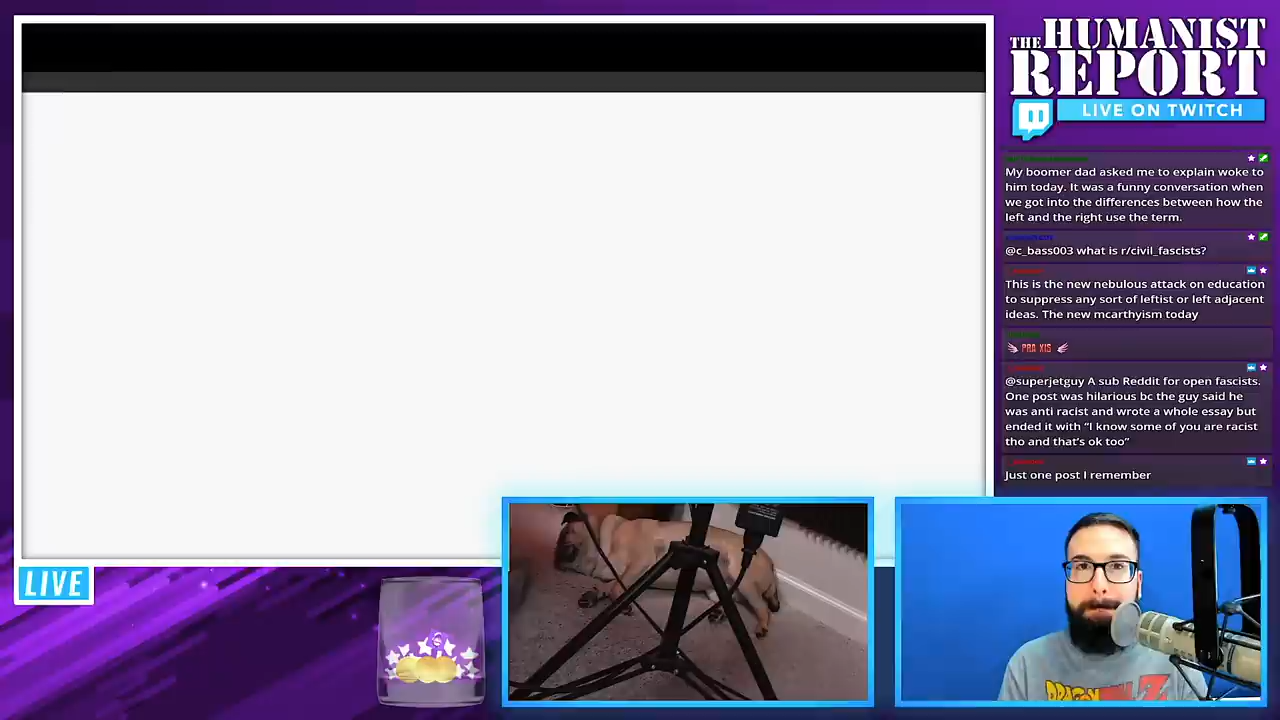 THE HUMANIST
REPORT
LIVE ON TWITCH
My boomer dad asked me to explain woke to
him today. It was a funny conversation when
we got into the differences between how the
left and the right use the term.
@c_bass003 what is r/civil_fascists?
This is the new nebulous attack on education
to suppress any sort of leftist or left adjacent
ideas. The new mcarthyism today
PRA XIS
@superjetguy A sub Reddit for open fascists.
One post was hilarious bc the guy said he
was anti racist and wrote a whole essay but
ended it with “I know some of you are racist
tho and that’s ok too”
Just one post I remember
LIVE
DRAGON Z